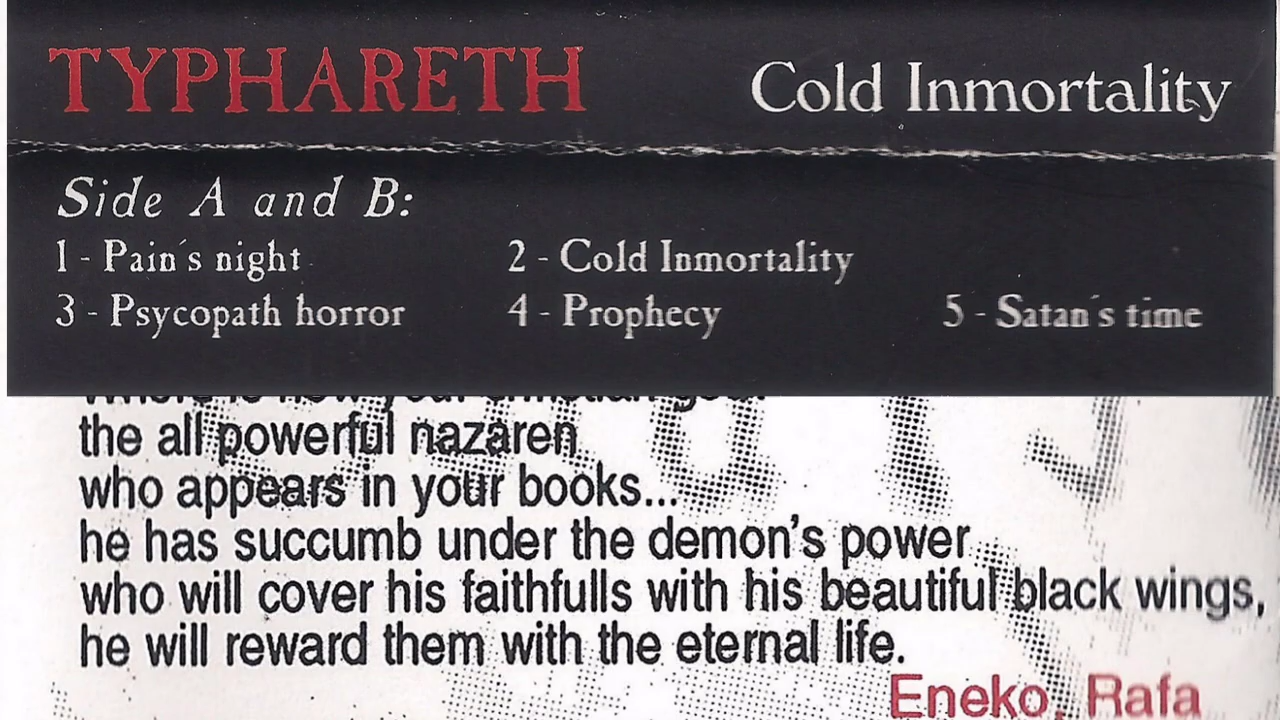 TYPHARETH Cold Inmortality
Side A and B:
1 - Pain´s night 2 - Cold Inmortality
3 - Psycopath horror 4 - Prophecy 5 - Satan´s time
the all powerful nazaren
who appears in your books...
he has succumb under the demon's power
who will cover his faithfulls with his beautiful black wings,
he will reward them with the eternal life.
Eneko, Rafa